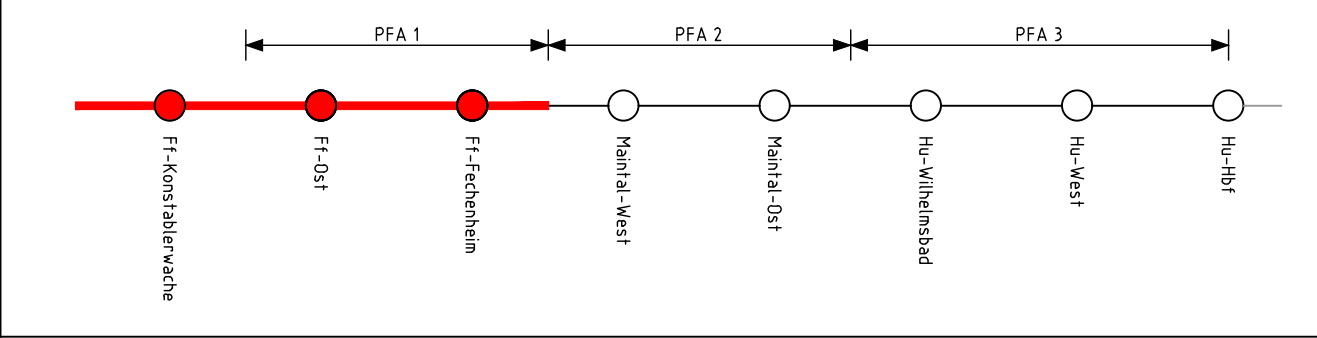 PFA 1
PFA 2
PFA 3
Ff-Konstablerwache
Ff-Ost
Ff-Fechenheim
Maintal-West
Maintal-Ost
Hu-Wilhelmsbad
Hu-West
Hu-Hbf